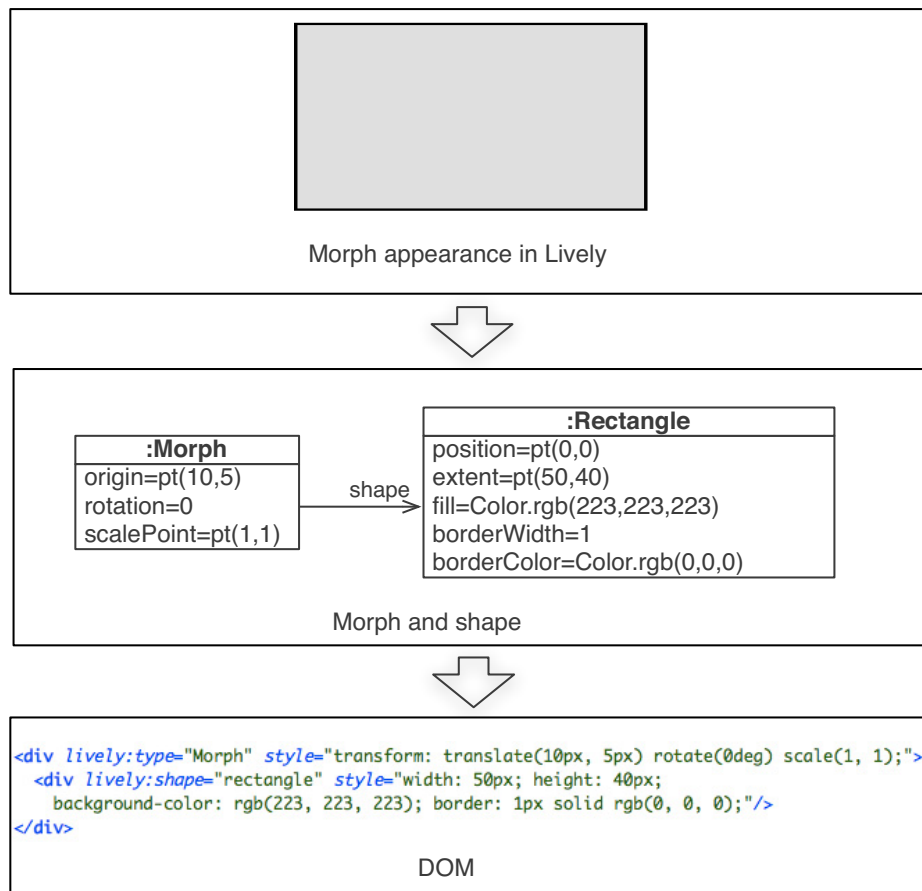 Morph appearance in Lively
:Morph
origin=pt(10,5)
rotation=0
scalePoint=pt(1,1)
shape
:Rectangle
position=pt(0,0)
extent=pt(50,40)
fill=Color.rgb(223,223,223)
borderWidth=1
borderColor=Color.rgb(0,0,0)
Morph and shape
<div lively:type="Morph" style="transform: translate(10px, 5px) rotate(0deg) scale(1, 1);">
<div lively:shape="rectangle" style="width: 50px; height: 40px;
background-color: rgb(223, 223, 223); border: 1px solid rgb(0, 0, 0);"/>
</div>
DOM